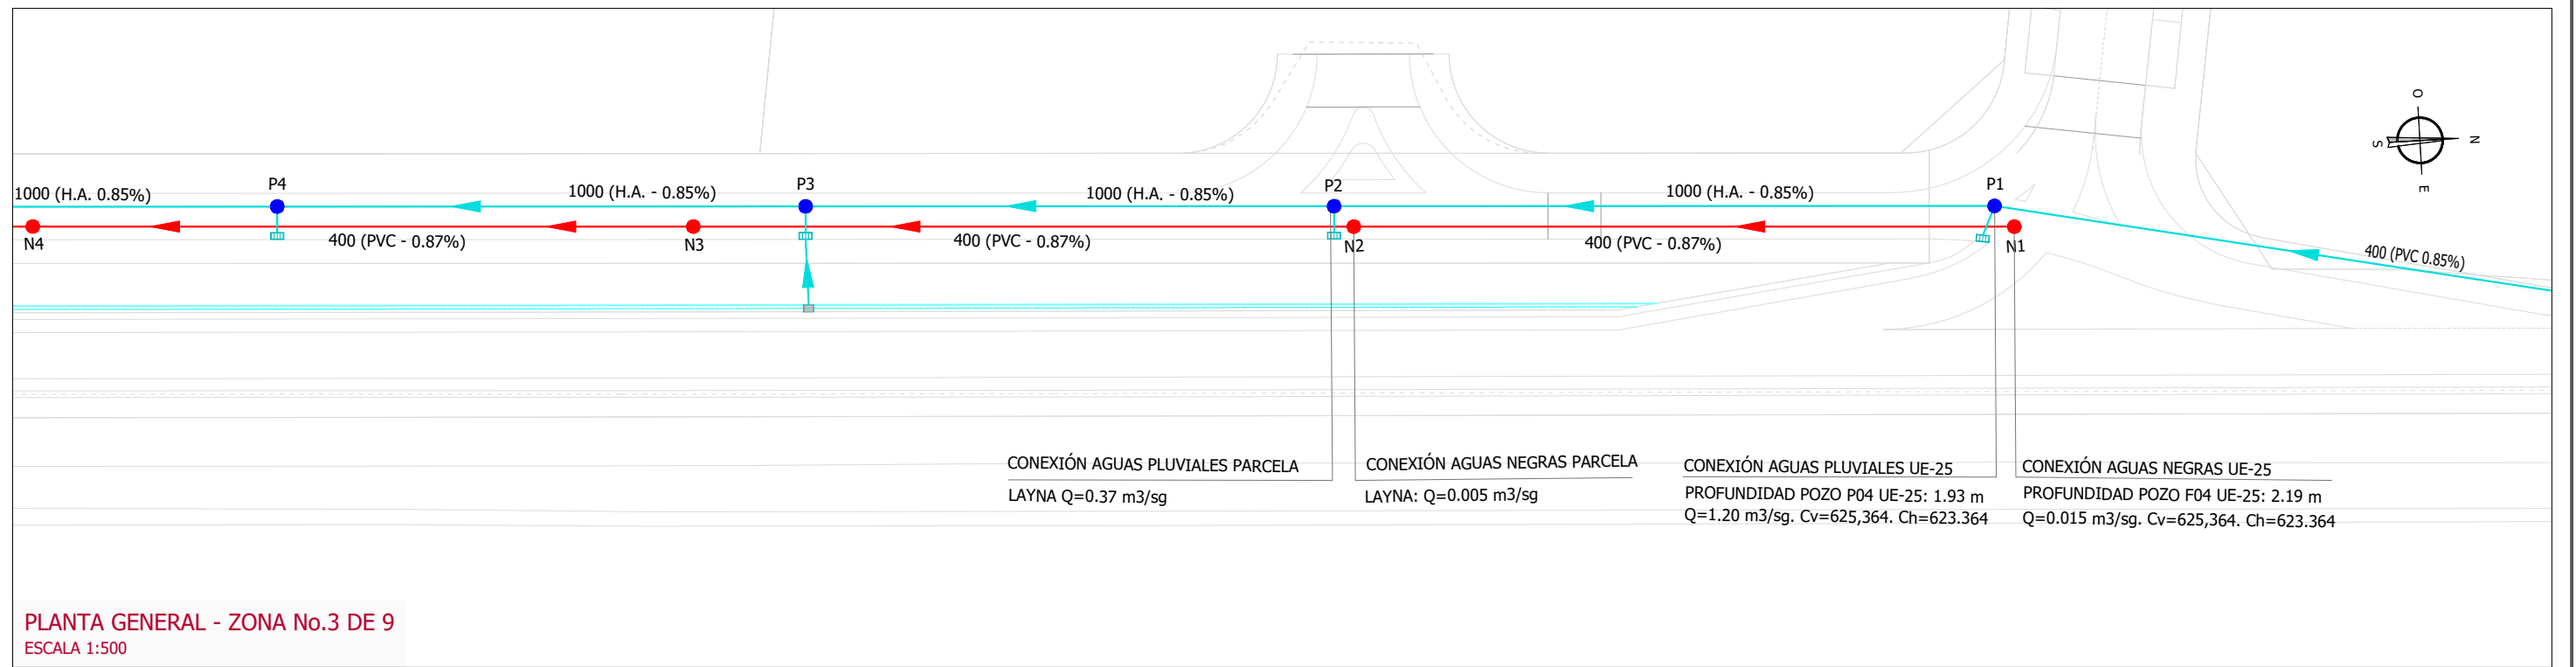 O
N
S
E
P4
P3
P2
P1
1000 (H.A. 0.85%)
1000 (H.A. - 0.85%)
1000 (H.A. - 0.85%)
1000 (H.A. - 0.85%)
N4
400 (PVC - 0.87%)
N3
400 (PVC - 0.87%)
N2
400 (PVC - 0.87%)
N1
400 (PVC 0.85%)
CONEXIÓN AGUAS PLUVIALES PARCELA
LAYNA Q=0.37 m3/sg
CONEXIÓN AGUAS NEGRAS PARCELA
LAYNA: Q=0.005 m3/sg
CONEXIÓN AGUAS PLUVIALES UE-25
PROFUNDIDAD POZO P04 UE-25: 1.93 m
Q=1.20 m3/sg. Cv=625,364. Ch=623.364
CONEXIÓN AGUAS NEGRAS UE-25
PROFUNDIDAD POZO F04 UE-25: 2.19 m
Q=0.015 m3/sg. Cv=625,364. Ch=623.364
PLANTA GENERAL - ZONA No.3 DE 9
ESCALA 1:500